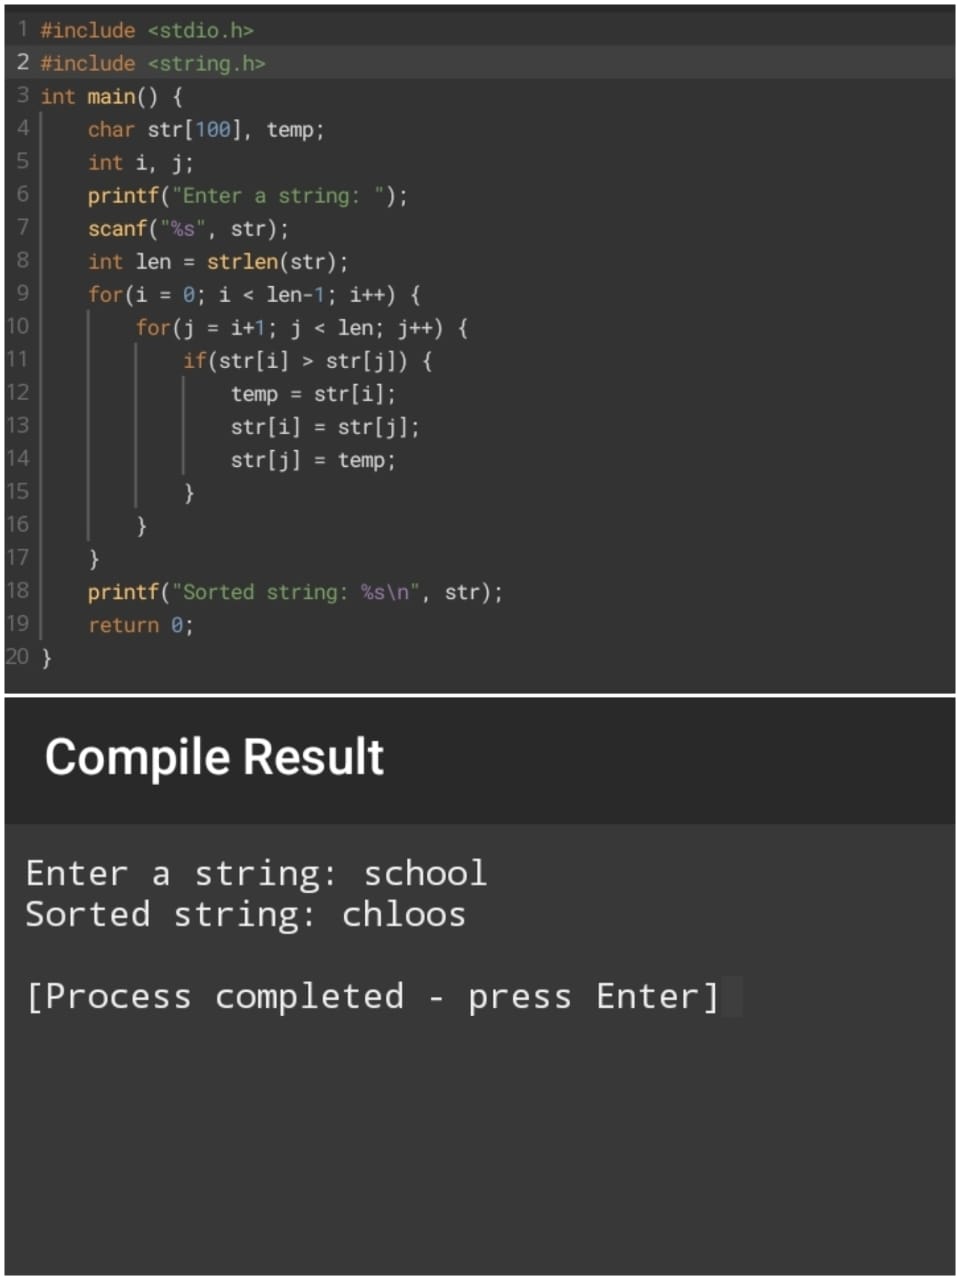 1 #include <stdio.h>
2 #include <string.h>
3 int main() {
4     char str[100], temp;
5     int i, j;
6     printf("Enter a string: ");
7     scanf("%s", str);
8     int len = strlen(str);
9     for(i = 0; i < len-1; i++) {
10         for(j = i+1; j < len; j++) {
11             if(str[i] > str[j]) {
12                 temp = str[i];
13                 str[i] = str[j];
14                 str[j] = temp;
15             }
16         }
17     }
18     printf("Sorted string: %s\n", str);
19     return 0;
20 }
Compile Result
Enter a string: school
Sorted string: chloos
[Process completed - press Enter]